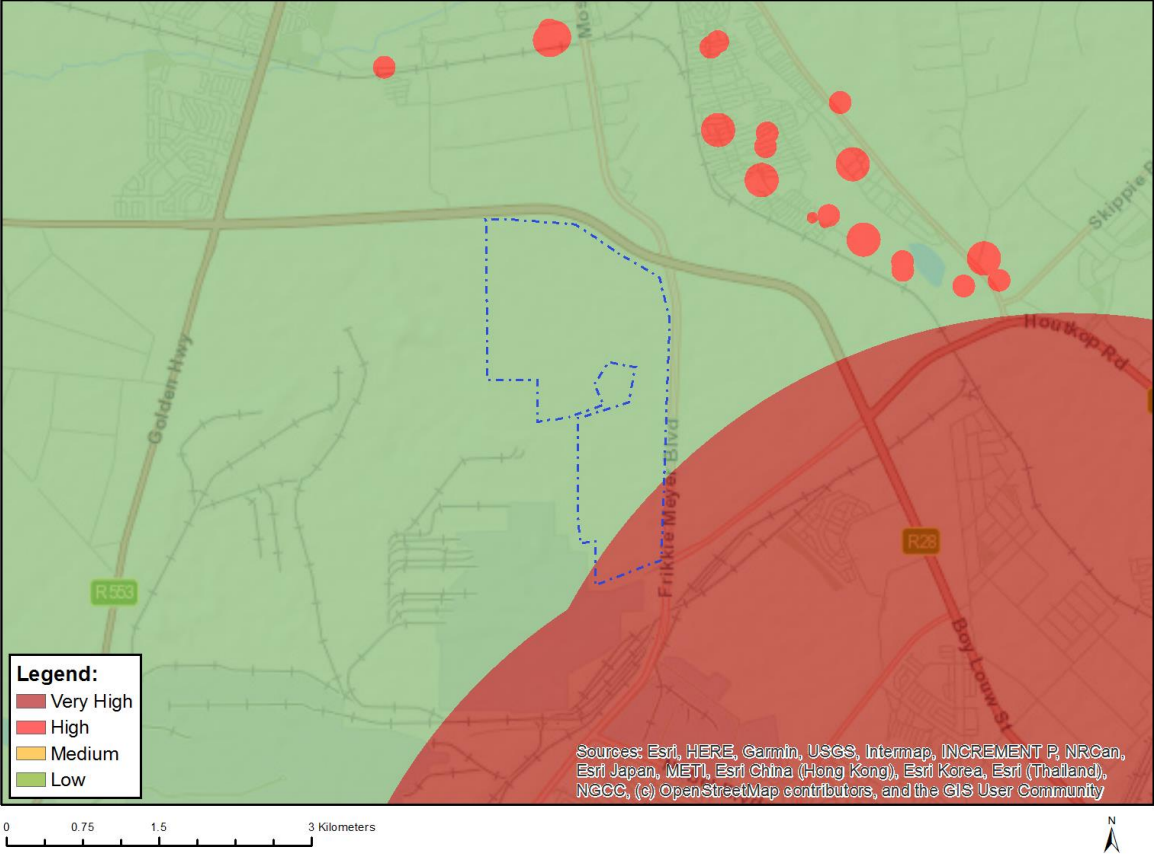 Mos
Skippie R
Houtkop Rd
Golden Hwy
Frikkie Meyer Blvd
R28
R553
Boy Louw St
Legend:
Very High
High
Medium
Low
Sources: Esri, HERE, Garmin, USGS, Intermap, INCREMENT P, NRCan,
Esri Japan, METI, Esri China (Hong Kong), Esri Korea, Esri (Thailand),
NGCC, (c) OpenStreetMap contributors, and the GIS User Community
0 0.75 1.5 3 Kilometers
N